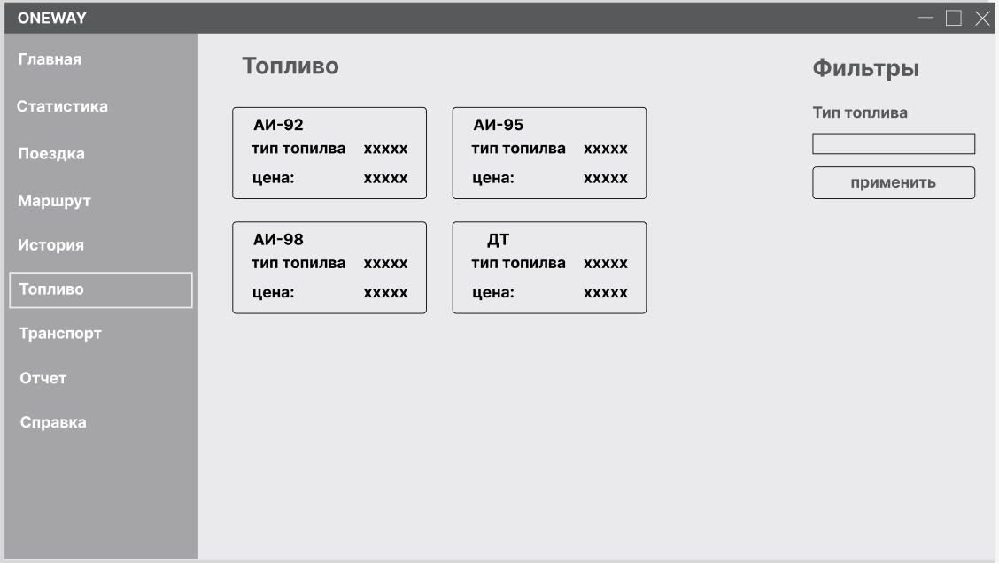 ONEWAY
Главная
Статистика
Поездка
Маршрут
История
Топливо
Транспорт
Отчет
Справка
Топливо
АИ-92
тип топилва xxxxx
цена: xxxxx
АИ-95
тип топилва xxxxx
цена: xxxxx
АИ-98
тип топилва xxxxx
цена: xxxxx
ДТ
тип топилва xxxxx
цена: xxxxx
Фильтры
Тип топлива
применить